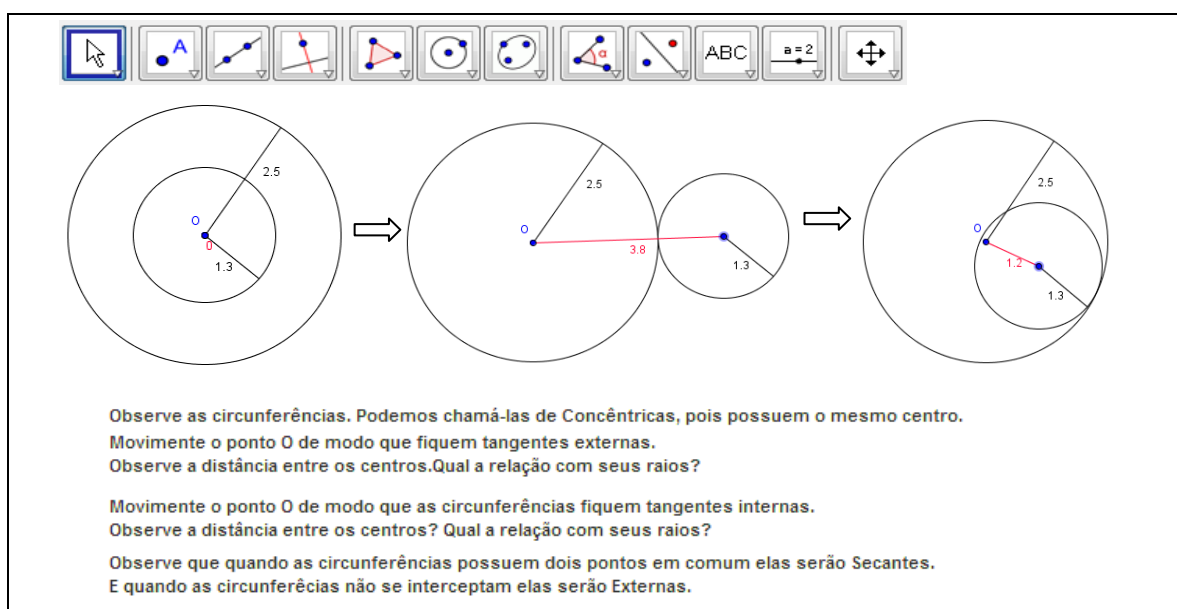 A
α
ABC
a = 2
2.5
O
0
1.3
2.5
O
3.8
1.3
2.5
O
1.2
1.3
Observe as circunferências. Podemos chamá-las de Concêntricas, pois possuem o mesmo centro.
Movimente o ponto O de modo que fiquem tangentes externas.
Observe a distância entre os centros.Qual a relação com seus raios?
Movimente o ponto O de modo que as circunferências fiquem tangentes internas.
Observe a distância entre os centros? Qual a relação com seus raios?
Observe que quando as circunferências possuem dois pontos em comum elas serão Secantes.
E quando as circunferêcias não se interceptam elas serão Externas.